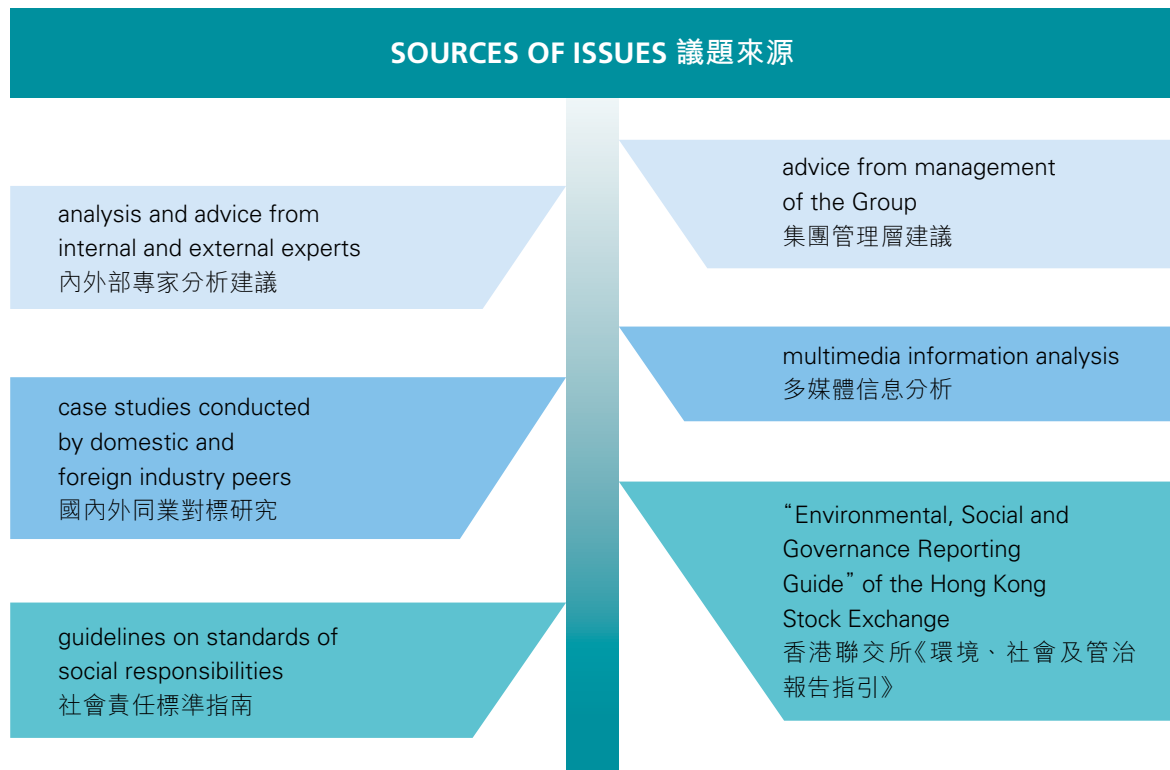 SOURCES OF ISSUES 議題來源
analysis and advice from
internal and external experts
內外部專家分析建議
case studies conducted
by domestic and
foreign industry peers
國內外同業對標研究
guidelines on standards of
social responsibilities
社會責任標準指南
advice from management
of the Group
集團管理層建議
multimedia information analysis
多媒體信息分析
“Environmental, Social and
Governance Reporting
Guide” of the Hong Kong
Stock Exchange
香港聯交所《環境、社會及管治
報告指引》